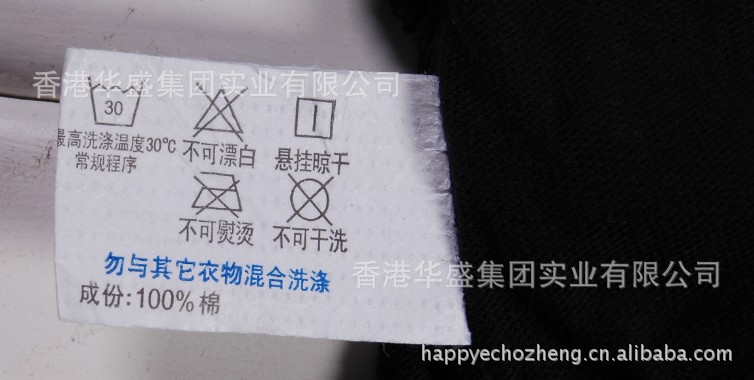 香港华盛集团实业有限公司
30
最高洗涤温度30℃
常规程序
不可漂白
悬挂晾干
不可熨烫
不可干洗
勿与其它衣物混合洗涤
香港华盛集团实业有限公司
成份:100%棉
happyechozheng.cn.alibaba.com